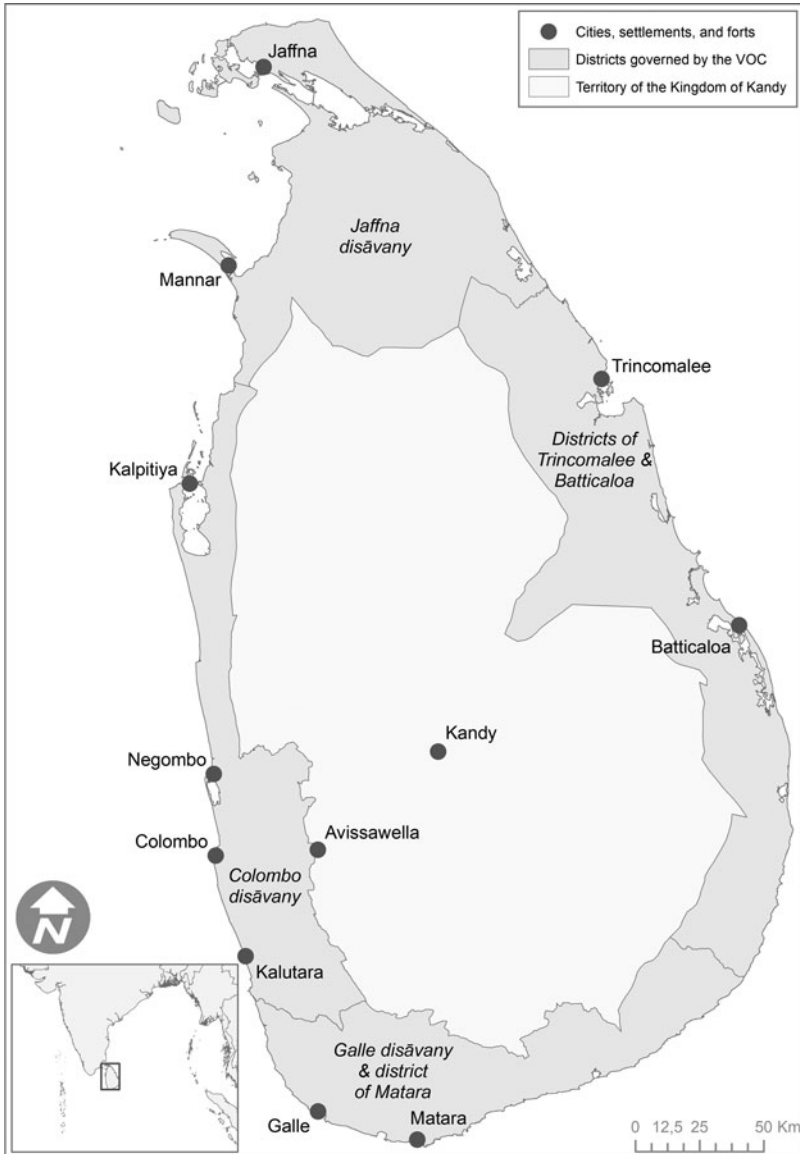 Cities, settlements, and forts
Districts governed by the VOC
Territory of the Kingdom of Kandy
Jaffna
Jaffna
disāvany
Mannar
Trincomalee
Districts of
Trincomalee &
Batticaloa
Kalpitiya
Batticaloa
Kandy
Negombo
Avissawella
Colombo
Colombo
disāvany
N
Kalutara
Galle disāvany
& district
of Matara
Galle
Matara
0 12,5 25 50 Km